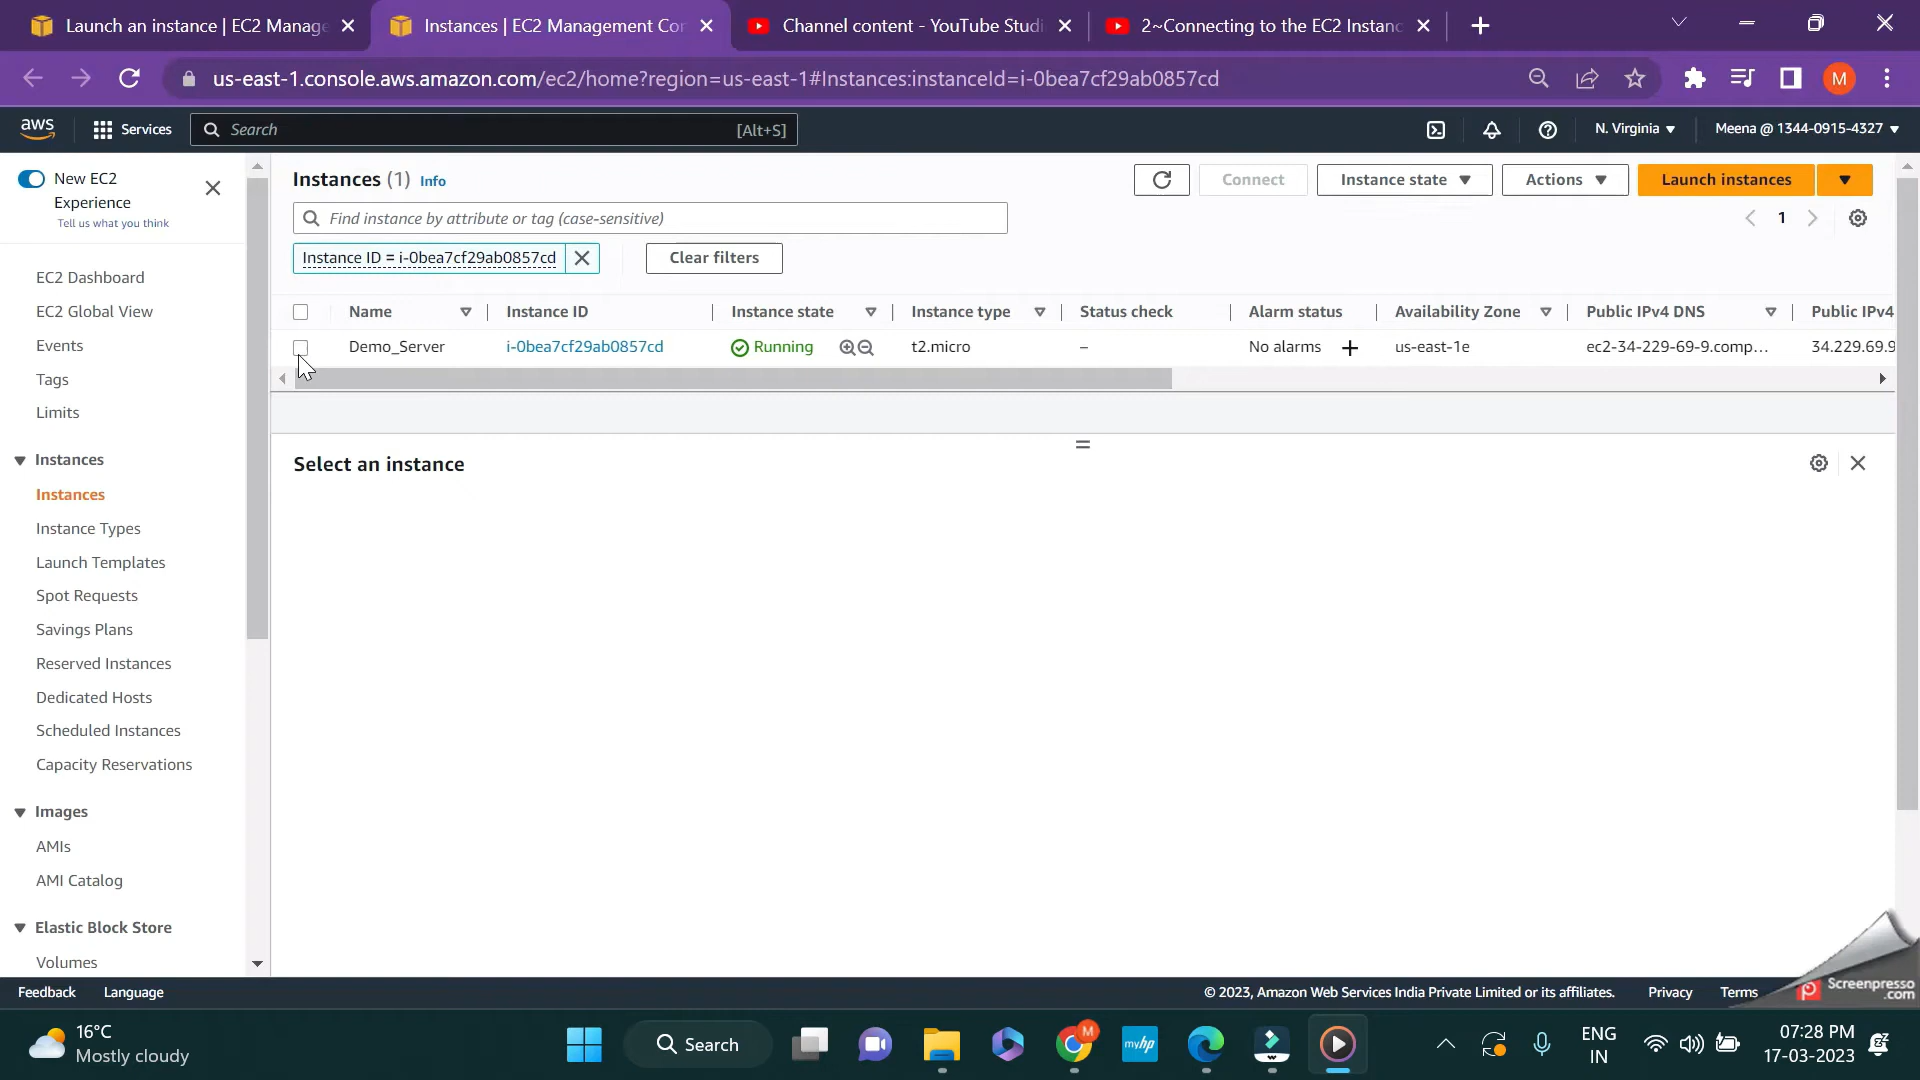 Launch an instance | EC2 Manage
Instances | EC2 Management Cor
Channel content - YouTube Studi
2~Connecting to the EC2 Instanc
us-east-1.console.aws.amazon.com/ec2/home?region=us-east-1#Instances:instanceId=i-0bea7cf29ab0857cd
M
aws
Services
Search
[Alt+S]
N. Virginia
Meena @ 1344-0915-4327
New EC2
Experience
Tell us what you think
EC2 Dashboard
EC2 Global View
Events
Tags
Limits
Instances
Instances
Instance Types
Launch Templates
Spot Requests
Savings Plans
Reserved Instances
Dedicated Hosts
Scheduled Instances
Capacity Reservations
Images
AMIs
AMI Catalog
Elastic Block Store
Volumes
Instances (1) Info
Connect
Instance state
Actions
Launch instances
Find instance by attribute or tag (case-sensitive)
1
Instance ID = i-0bea7cf29ab0857cd
Clear filters
Name Instance ID Instance state Instance type Status check Alarm status Availability Zone Public IPv4 DNS Public IPv4
Demo_Server i-0bea7cf29ab0857cd Running t2.micro – No alarms + us-east-1e ec2-34-229-69-9.comp... 34.229.69.9
Select an instance
Feedback
Language
© 2023, Amazon Web Services India Private Limited or its affiliates.
Privacy
Terms
Screenpresso
.com
16°C
Mostly cloudy
Search
M
myhp
ENG
IN
07:28 PM
17-03-2023